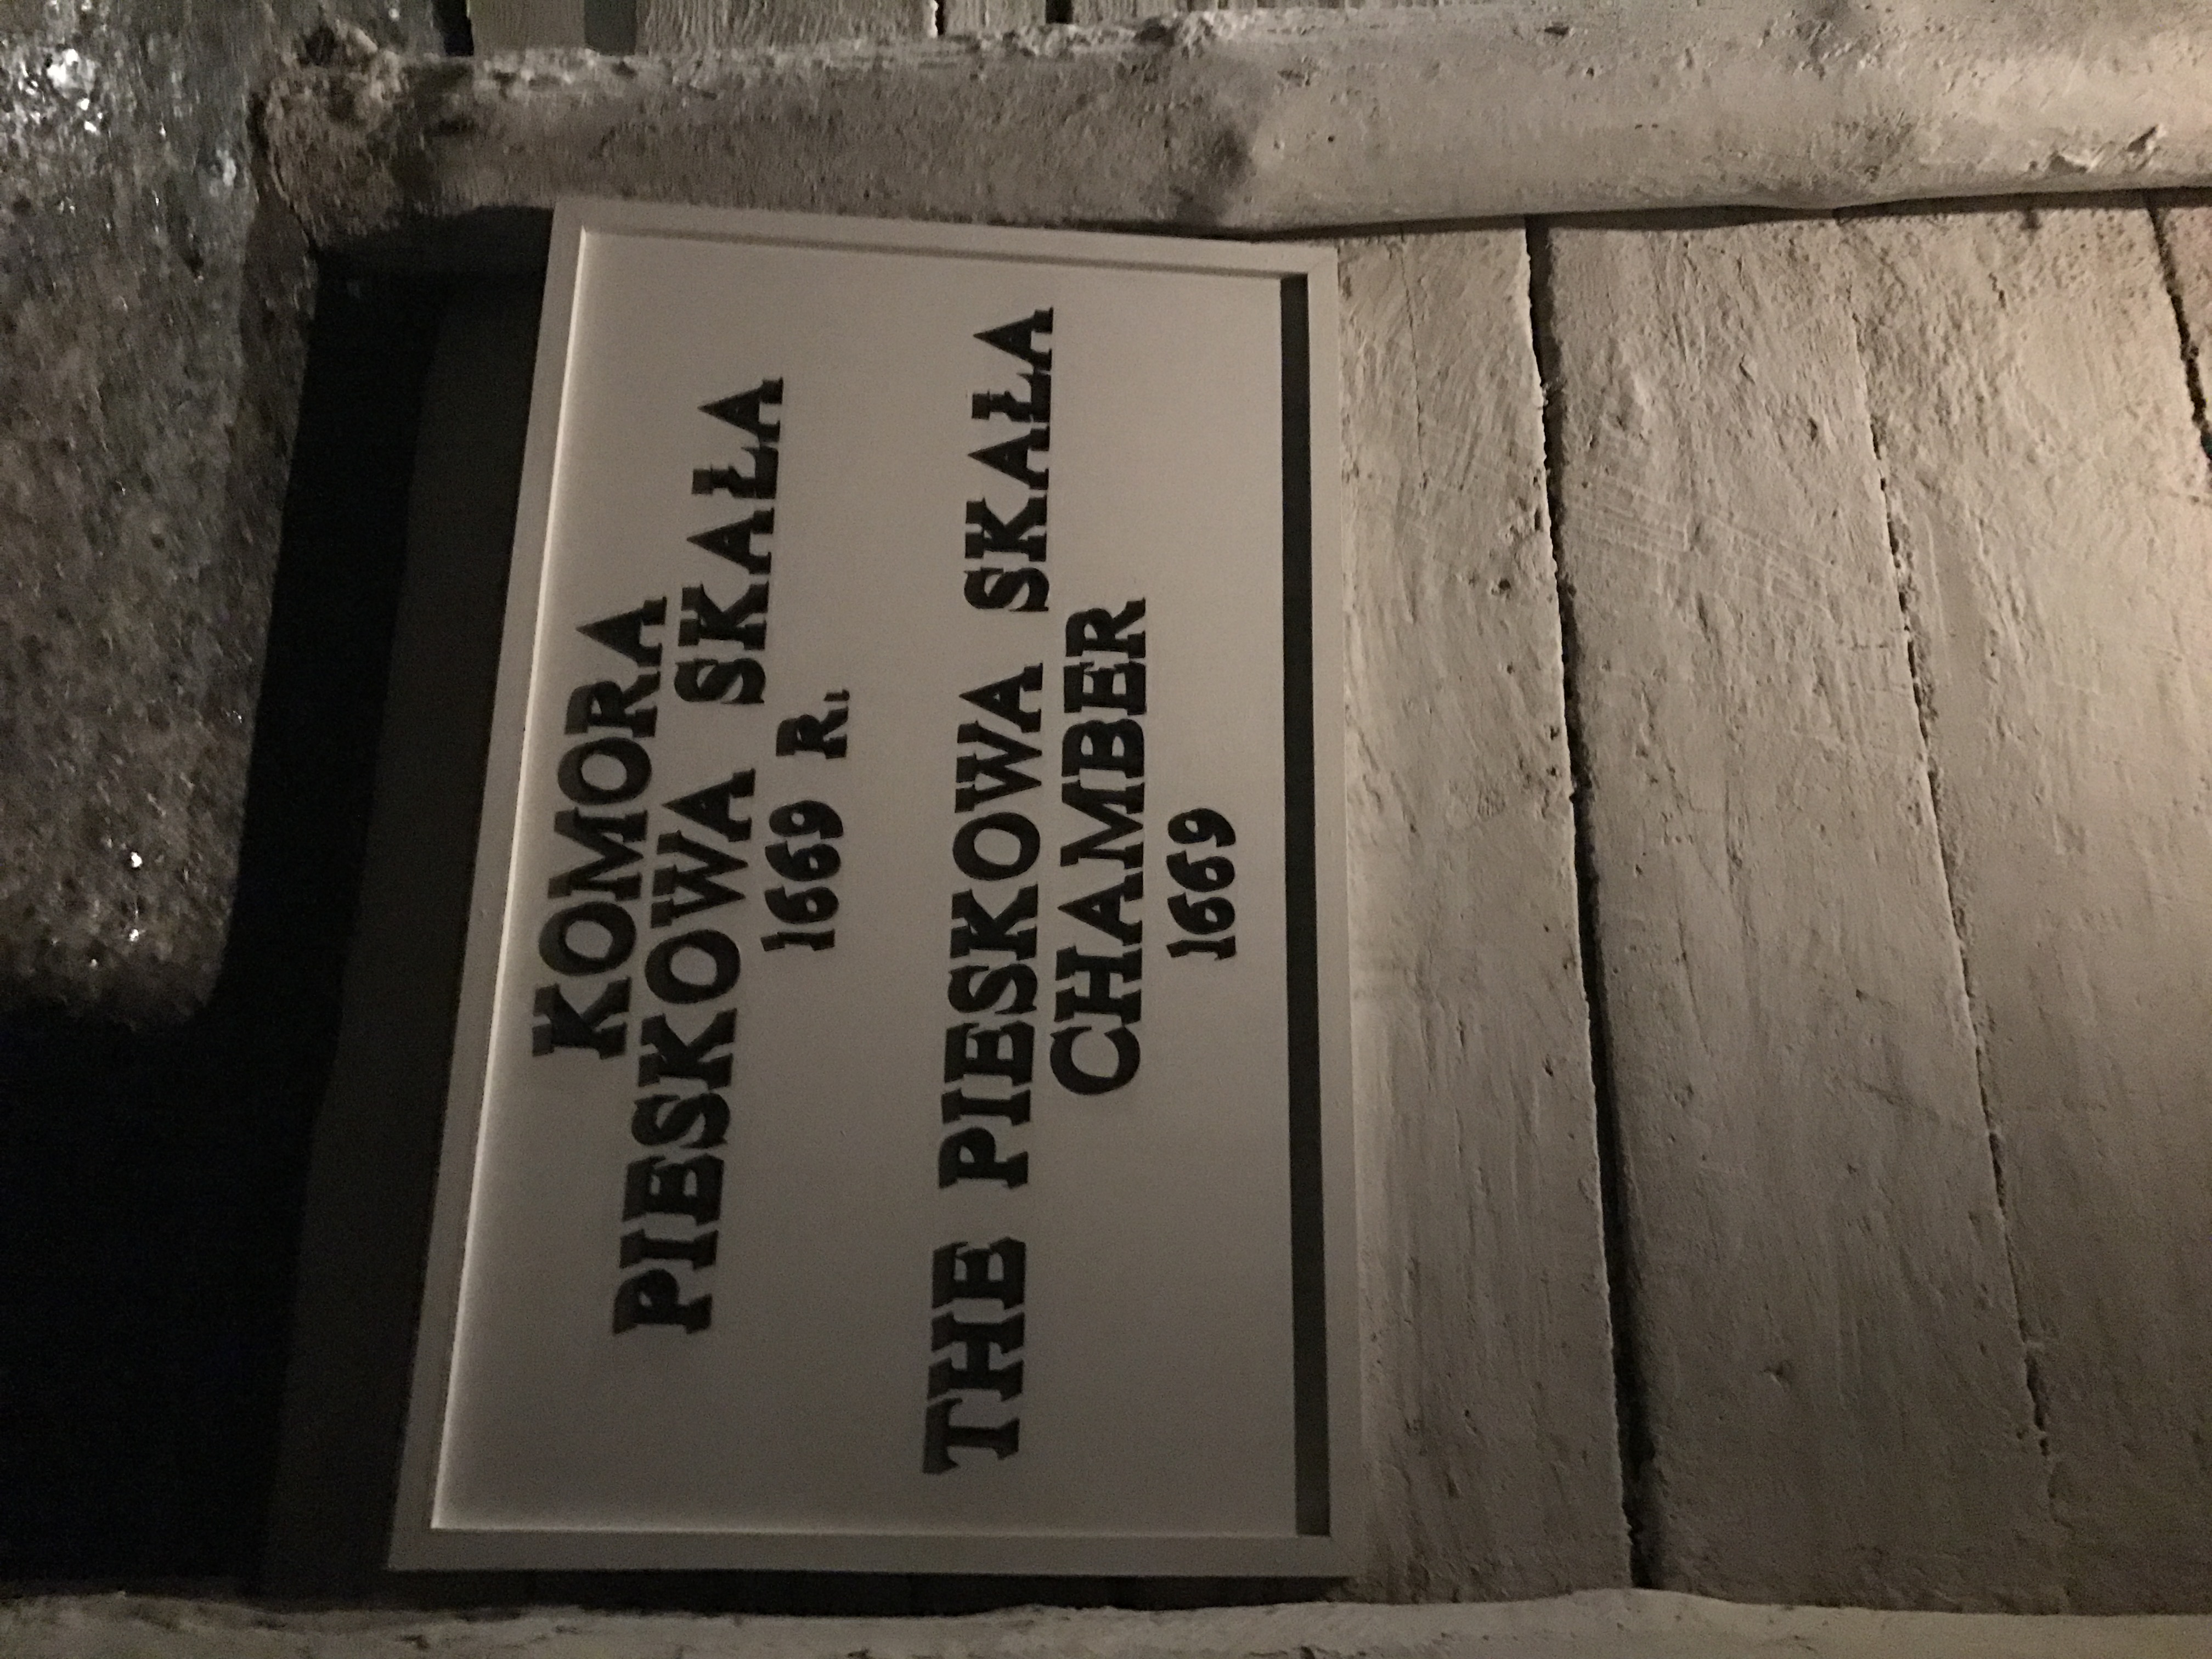 KOMORA
PIESKOWA SKAŁA
1669 R.
THE PIESKOWA SKAŁA
CHAMBER
1669